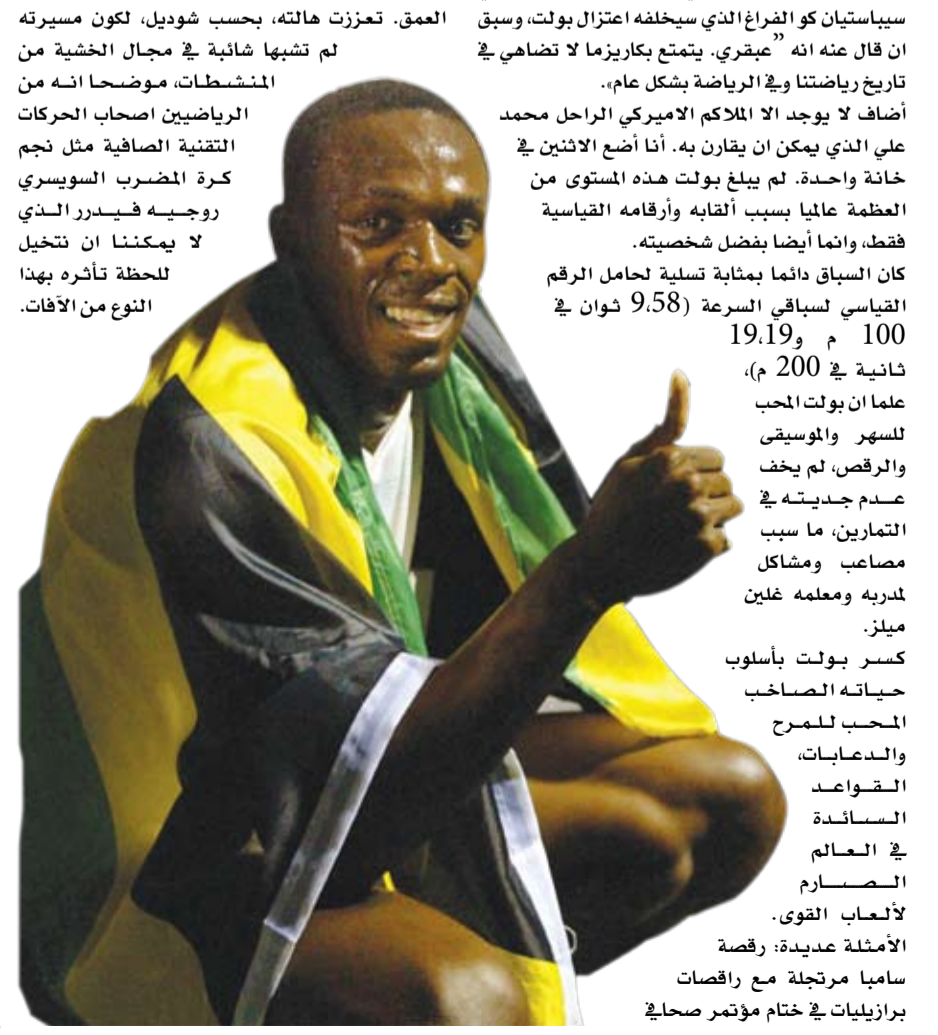 سيباستيان كو الفراغ الذي سيخلفه اعتزال بولت، وسبق
ان قال عنه انه ”عبقري. يتمتع بكاريزما لا تضاهي في
تاريخ رياضتنا وفي الرياضة بشكل عام».
أضاف لا يوجد الا الملاكم الاميركي الراحل محمد
علي الذي يمكن ان يقارن به. أنا أضع الاثنين في
خانة واحدة. لم يبلغ بولت هذه المستوى من
العظمة عالميا بسبب ألقابه وأرقامه القياسية
فقط، وانما أيضا بفضل شخصيته.
كان السباق دائما بمثابة تسلية لحامل الرقم
القياسي لسباقي السرعة (9،58 ثوان في
100 م و19،19
ثانية في 200 م)،
علما ان بولت المحب
للسهر والموسيقى
والرقص، لم يخف
عدم جديته في
التمارين، ما سبب
مصاعب ومشاكل
لمدربه ومعلمه غلين
ميلز.
كسر بولت بأسلوب
حياته الصاخب
المحب للمرح
والدعابات،
القواعد
السائدة
في العالم
الصارم
لألعاب القوى.
الأمثلة عديدة: رقصة
سامبا مرتجلة مع راقصات
برازيليات في ختام مؤتمر صحافي
العمق. تعززت هالته، بحسب شوديل، لكون مسيرته
لم تشبها شائبة في مجال الخشية من
المنشطات، موضحا انه من
الرياضيين اصحاب الحركات
التقنية الصافية مثل نجم
كرة المضرب السويسري
روجيه فيدرر الذي
لا يمكننا ان نتخيل
للحظة تأثره بهذا
النوع من الآفات.